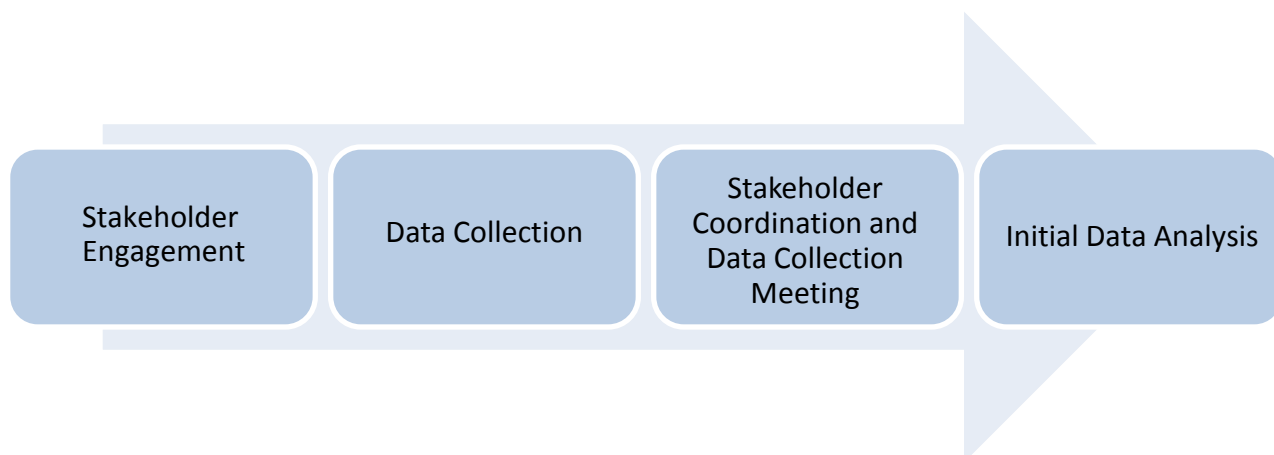 Stakeholder
Engagement
Data Collection
Stakeholder
Coordination and
Data Collection
Meeting
Initial Data Analysis